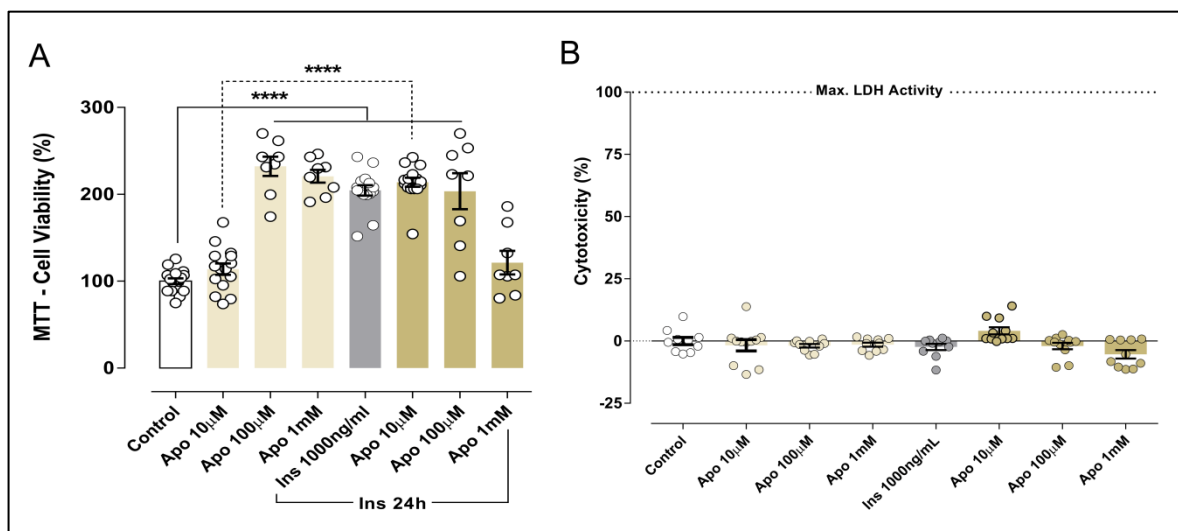 A
B
****
****
Max. LDH Activity
MTT - Cell Viability (%)
300
200
100
0
Control
Apo 10µM
Apo 100µM
Apo 1mM
Ins 1000ng/ml
Apo 10µM
Apo 100µM
Apo 1mM
Ins 24h
Cytotoxicity (%)
100
75
50
25
0
-25
Control
Apo 10µM
Apo 100µM
Apo 1mM
Ins 1000ng/mL
Apo 10µM
Apo 100µM
Apo 1mM